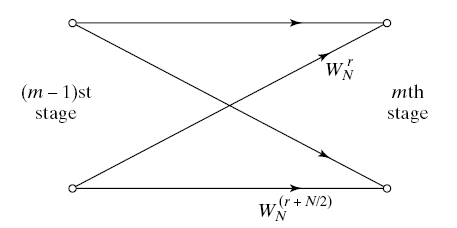 W_N^r
(m – 1)st
stage
mth
stage
W_N^(r + N/2)